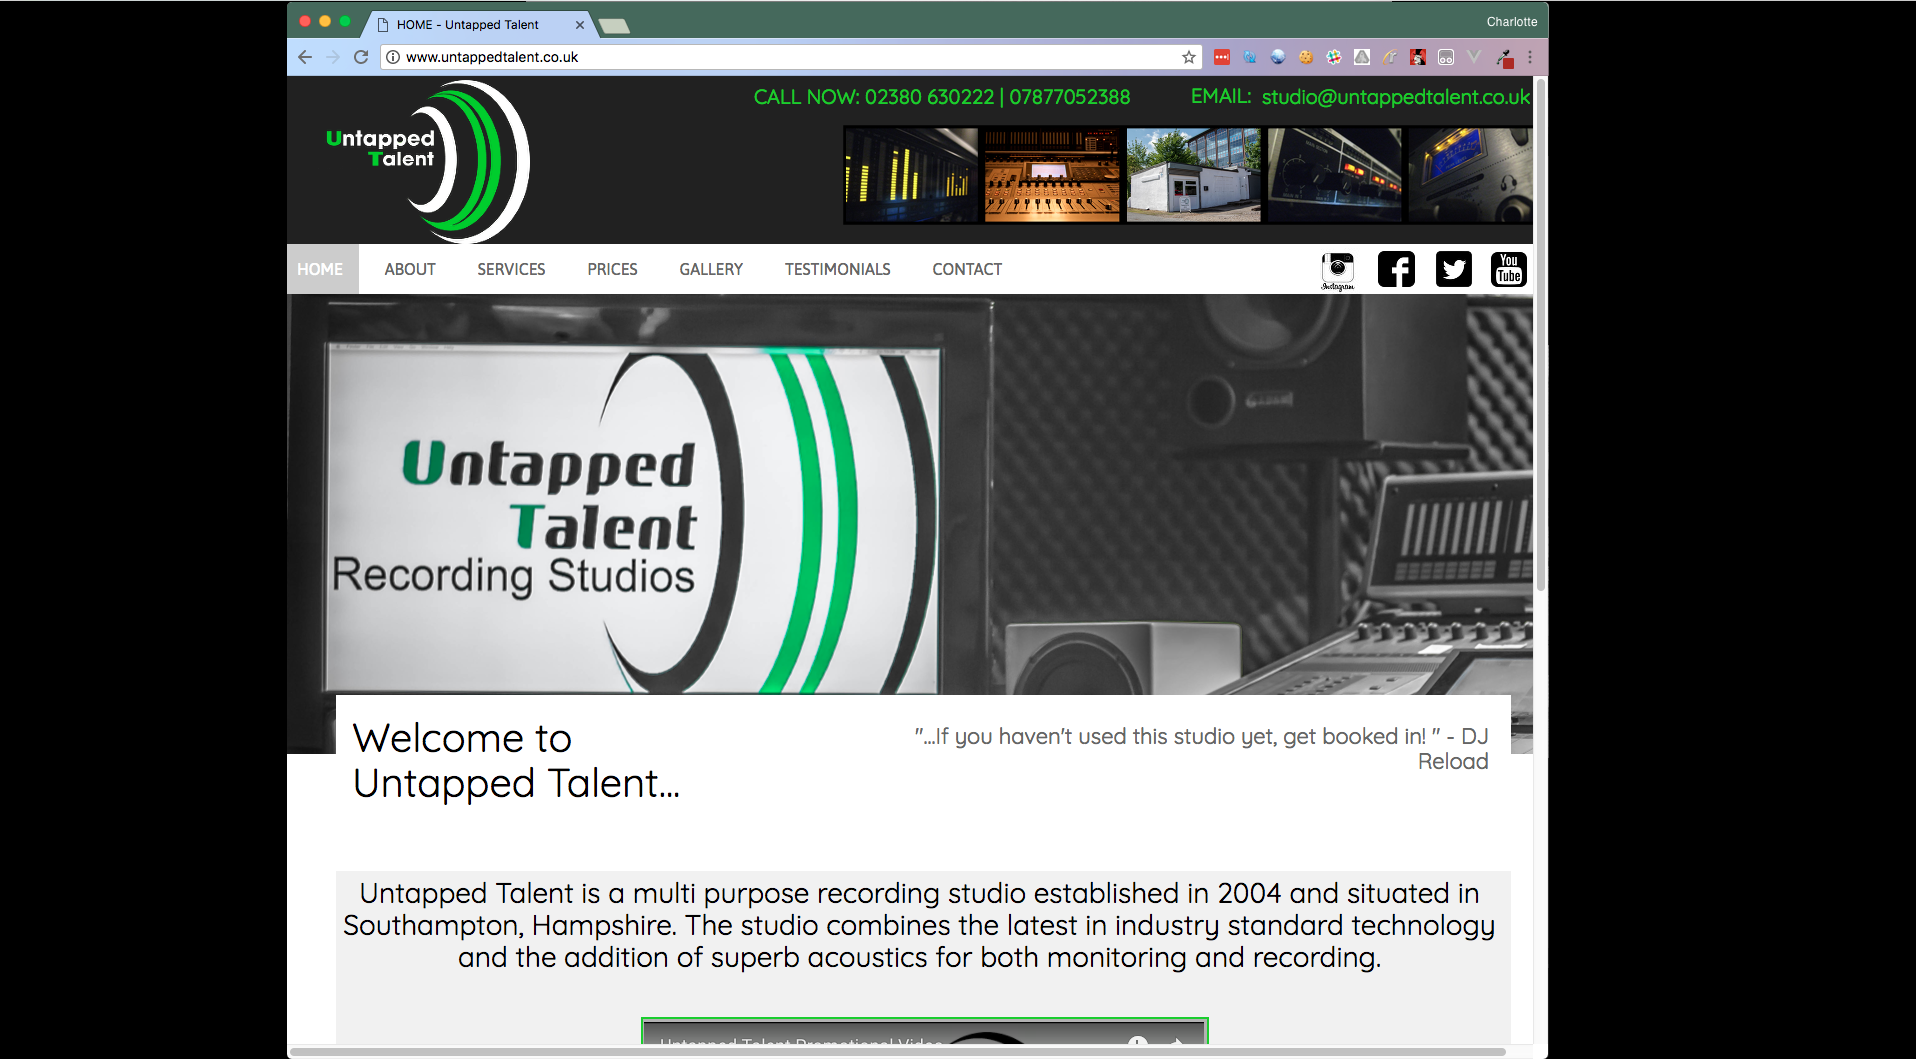 HOME - Untapped Talent
Charlotte
www.untappedtalent.co.uk
Untapped
Talent
CALL NOW: 02380 630222 | 07877052388
EMAIL: studio@untappedtalent.co.uk
HOME
ABOUT
SERVICES
PRICES
GALLERY
TESTIMONIALS
CONTACT
Instagram
You
Tube
Untapped
Talent
Recording Studios
Welcome to
Untapped Talent...
"...If you haven't used this studio yet, get booked in! " - DJ
Reload
Untapped Talent is a multi purpose recording studio established in 2004 and situated in
Southampton, Hampshire. The studio combines the latest in industry standard technology
and the addition of superb acoustics for both monitoring and recording.
Untapped Talent Promotional Video